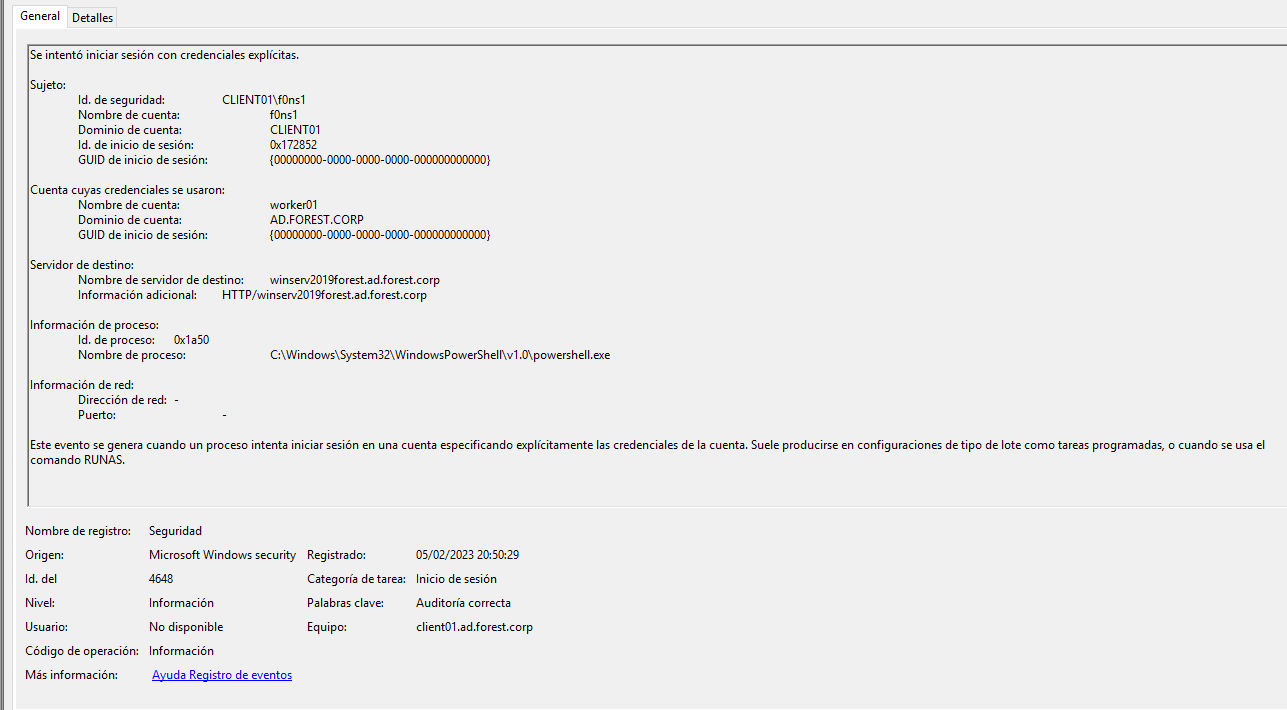 General Detalles
Se intentó iniciar sesión con credenciales explícitas.
Sujeto:
Id. de seguridad: CLIENT01\f0ns1
Nombre de cuenta: f0ns1
Dominio de cuenta: CLIENT01
Id. de inicio de sesión: 0x172852
GUID de inicio de sesión: {00000000-0000-0000-0000-000000000000}
Cuenta cuyas credenciales se usaron:
Nombre de cuenta: worker01
Dominio de cuenta: AD.FOREST.CORP
GUID de inicio de sesión: {00000000-0000-0000-0000-000000000000}
Servidor de destino:
Nombre de servidor de destino: winserv2019forest.ad.forest.corp
Información adicional: HTTP/winserv2019forest.ad.forest.corp
Información de proceso:
Id. de proceso: 0x1a50
Nombre de proceso: C:\Windows\System32\WindowsPowerShell\v1.0\powershell.exe
Información de red:
Dirección de red: -
Puerto: -
Este evento se genera cuando un proceso intenta iniciar sesión en una cuenta especificando explícitamente las credenciales de la cuenta. Suele producirse en configuraciones de tipo de lote como tareas programadas, o cuando se usa el
comando RUNAS.
Nombre de registro: Seguridad
Origen: Microsoft Windows security Registrado: 05/02/2023 20:50:29
Id. del 4648 Categoría de tarea: Inicio de sesión
Nivel: Información Palabras clave: Auditoría correcta
Usuario: No disponible Equipo: client01.ad.forest.corp
Código de operación: Información
Más información: Ayuda Registro de eventos